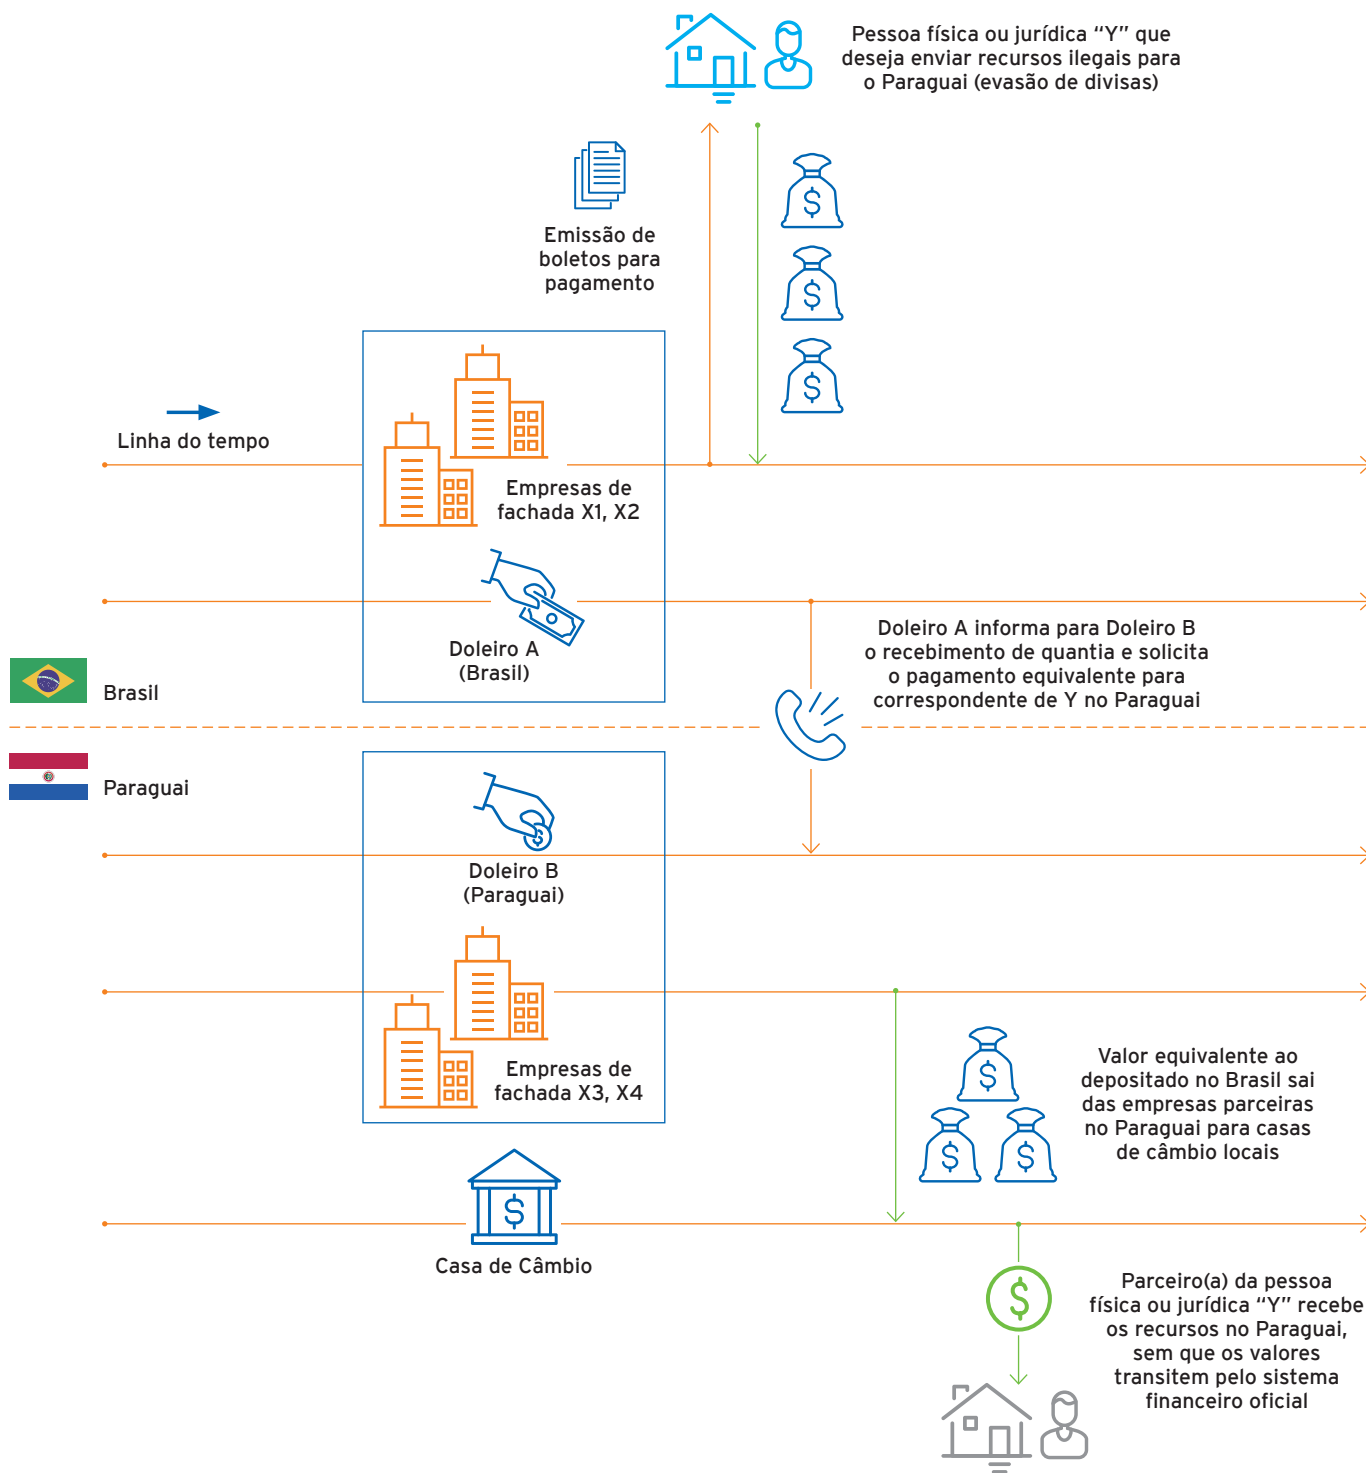 Pessoa física ou jurídica “Y” que
deseja enviar recursos ilegais para
o Paraguai (evasão de divisas)
$
$
$
Emissão de
boletos para
pagamento
Linha do tempo
Empresas de
fachada X1, X2
Doleiro A
(Brasil)
Doleiro A informa para Doleiro B
o recebimento de quantia e solicita
o pagamento equivalente para
correspondente de Y no Paraguai
Brasil
Paraguai
$
Doleiro B
(Paraguai)
Empresas de
fachada X3, X4
$
$
$
Valor equivalente ao
depositado no Brasil sai
das empresas parceiras
no Paraguai para casas
de câmbio locais
$
Casa de Câmbio
$
Parceiro(a) da pessoa
física ou jurídica “Y” recebe
os recursos no Paraguai,
sem que os valores
transitem pelo sistema
financeiro oficial